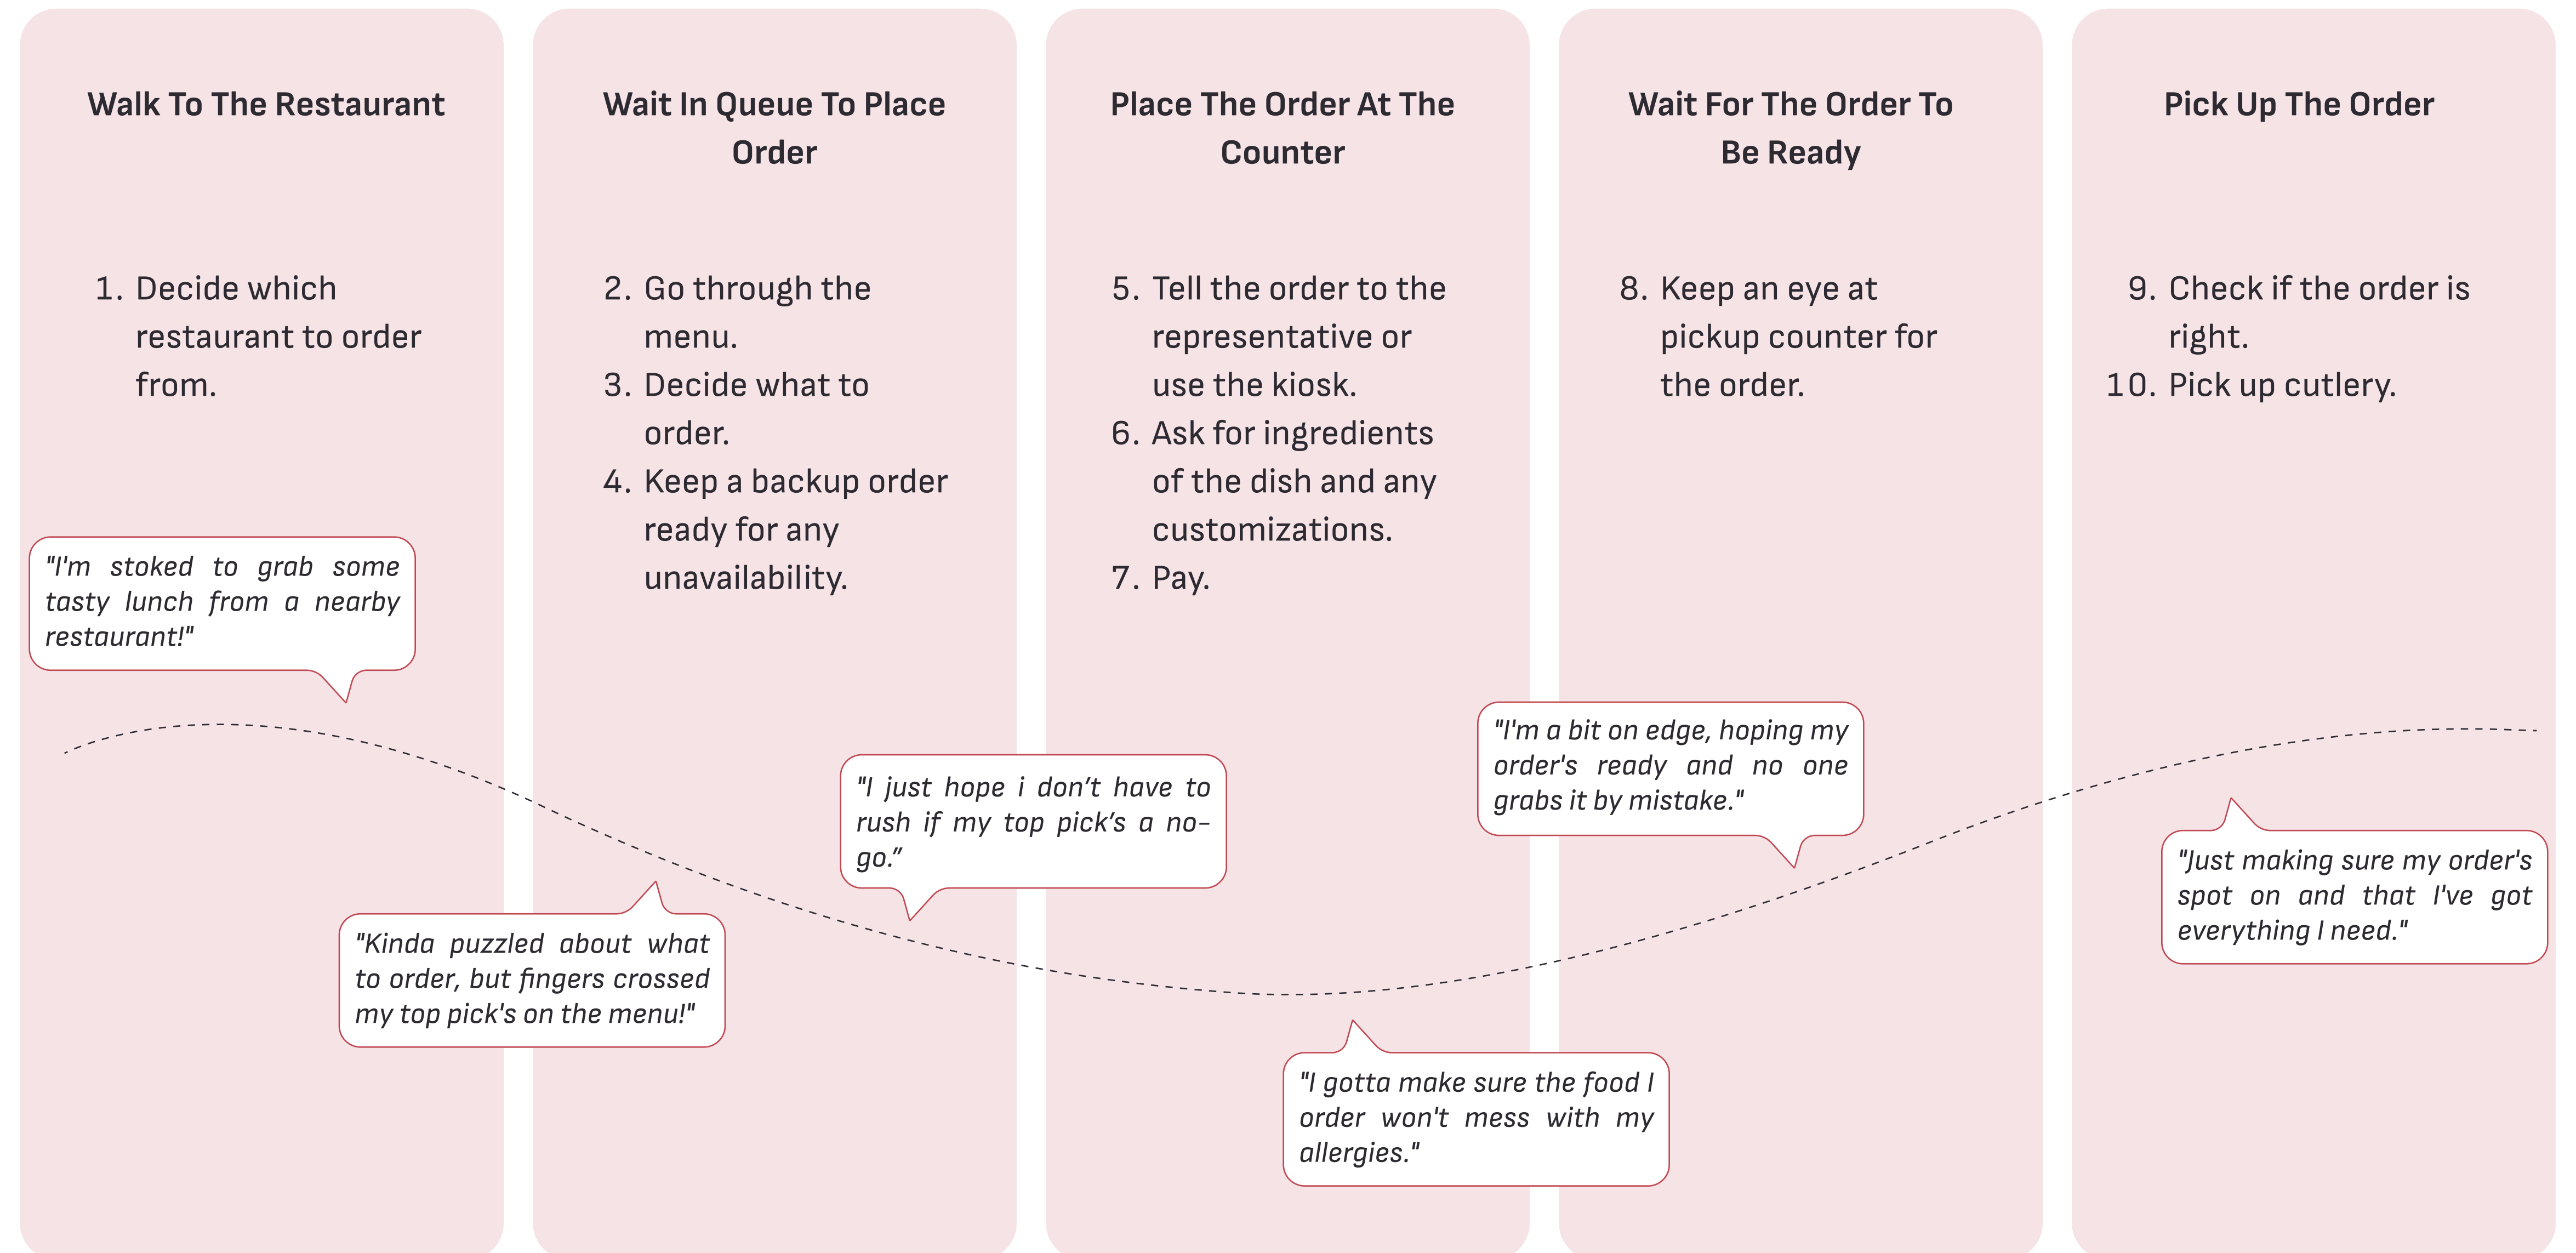 Walk To The Restaurant
1. Decide which
restaurant to order
from.
"I'm stoked to grab some
tasty lunch from a nearby
restaurant!"
Wait In Queue To Place
Order
2. Go through the
menu.
3. Decide what to
order.
4. Keep a backup order
ready for any
unavailability.
"Kinda puzzled about what
to order, but fingers crossed
my top pick's on the menu!"
"I just hope i don’t have to
rush if my top pick’s a no-
go.”
Place The Order At The
Counter
5. Tell the order to the
representative or
use the kiosk.
6. Ask for ingredients
of the dish and any
customizations.
7. Pay.
"I gotta make sure the food I
order won't mess with my
allergies."
Wait For The Order To
Be Ready
8. Keep an eye at
pickup counter for
the order.
"I'm a bit on edge, hoping my
order's ready and no one
grabs it by mistake."
Pick Up The Order
9. Check if the order is
right.
10. Pick up cutlery.
"Just making sure my order's
spot on and that I've got
everything I need."